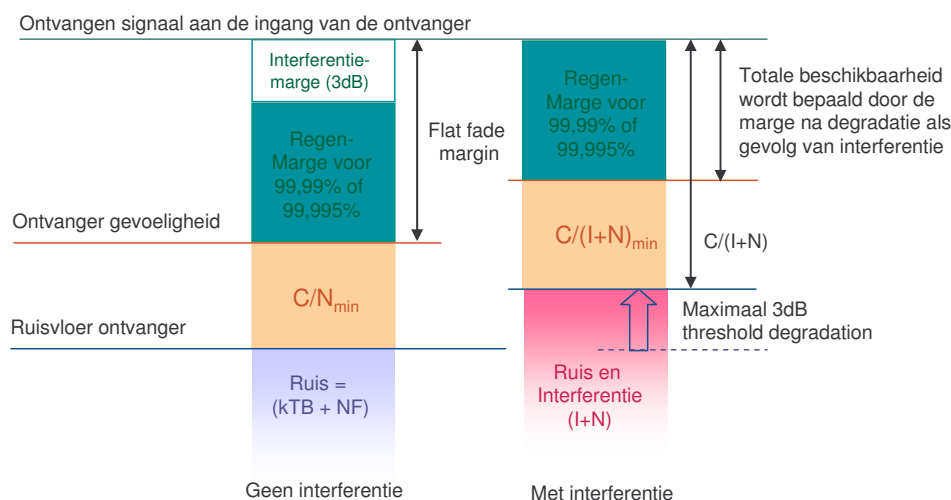 Ontvangen signaal aan de ingang van de ontvanger
Interferentie-
marge (3dB)
Regen-
Marge voor
99,99% of
99,995%
Flat fade
margin
Ontvanger gevoeligheid
C/Nmin
Ruisvloer ontvanger
Ruis =
(kTB + NF)
Geen interferentie
Regen-
Marge voor
99,99% of
99,995%
Totale beschikbaarheid
wordt bepaald door de
marge na degradatie als
gevolg van interferentie
C/(I+N)min
C/(I+N)
Maximaal 3dB
threshold degradation
Ruis en
Interferentie
(I+N)
Met interferentie